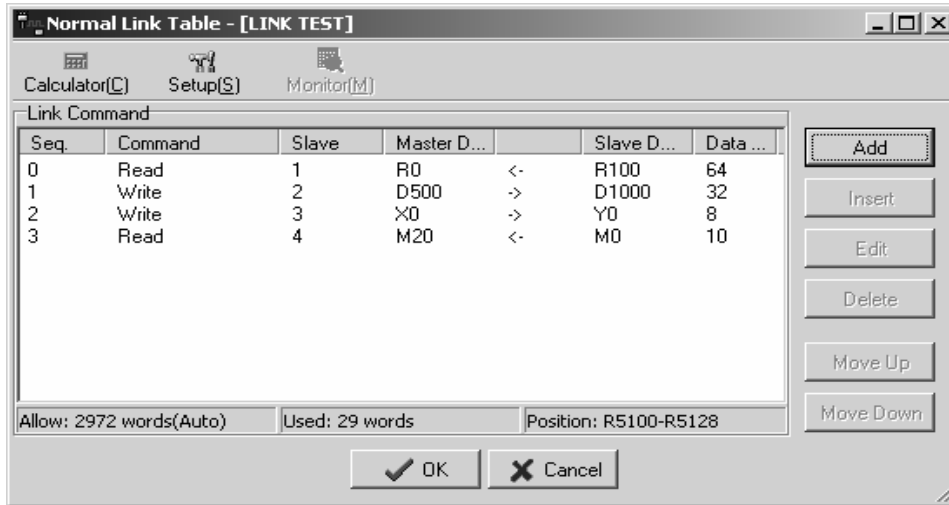 Normal Link Table - [LINK TEST]
Calculator(C) Setup(S) Monitor(M)
Link Command
Seq. Command Slave Master D... Slave D... Data ...
0 Read 1 R0 <- R100 64
1 Write 2 D500 -> D1000 32
2 Write 3 X0 -> Y0 8
3 Read 4 M20 <- M0 10
Allow: 2972 words(Auto) Used: 29 words Position: R5100-R5128
Add
Insert
Edit
Delete
Move Up
Move Down
OK Cancel